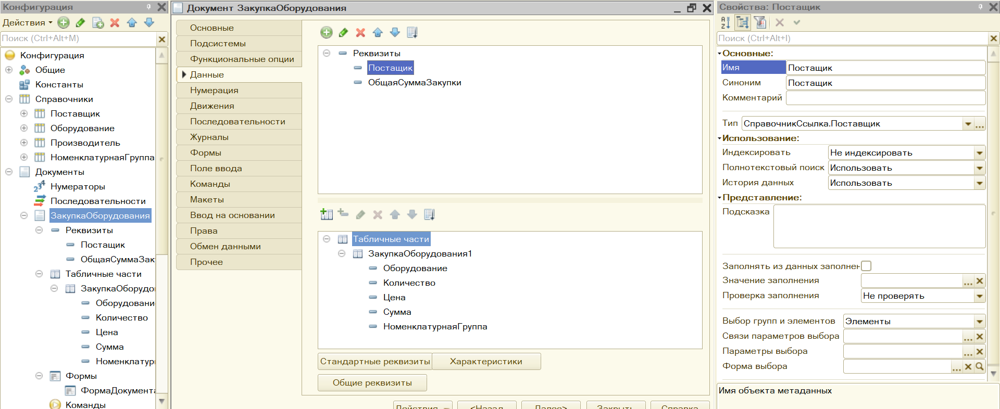 Конфигурация
Действия
Поиск (Ctrl+Alt+M)
Конфигурация
Общие
Константы
Справочники
Поставщик
Оборудование
Производитель
НоменклатурнаяГруппа
Документы
Нумераторы
Последовательности
ЗакупкаОборудования
Реквизиты
Постащик
ОбщаяСуммаЗак
Табличные части
ЗакупкаОборудо
Оборудовани
Количество
Цена
Сумма
Номенклатур
Формы
ФормаДокумента
Команды
Документ ЗакупкаОборудования
Основные
Подсистемы
Функциональные опции
Данные
Нумерация
Движения
Последовательности
Журналы
Формы
Поле ввода
Команды
Макеты
Ввод на основании
Права
Обмен данными
Прочее
Реквизиты
Постащик
ОбщаяСуммаЗакупки
Табличные части
ЗакупкаОборудования1
Оборудование
Количество
Цена
Сумма
НоменклатурнаяГруппа
Стандартные реквизиты
Характеристики
Общие реквизиты
Действия
<Назад
Далее>
Закрыть
Справка
Свойства: Постащик
Поиск (Ctrl+Alt+I)
Основные:
Имя Постащик
Синоним Постащик
Комментарий
Тип СправочникСсылка.Поставщик
Использование:
Индексировать Не индексировать
Полнотекстовый поиск Использовать
История данных Использовать
Представление:
Подсказка
Заполнять из данных заполнен
Значение заполнения
Проверка заполнения Не проверять
Выбор групп и элементов Элементы
Связи параметров выбора
Параметры выбора
Форма выбора
Имя объекта метаданных